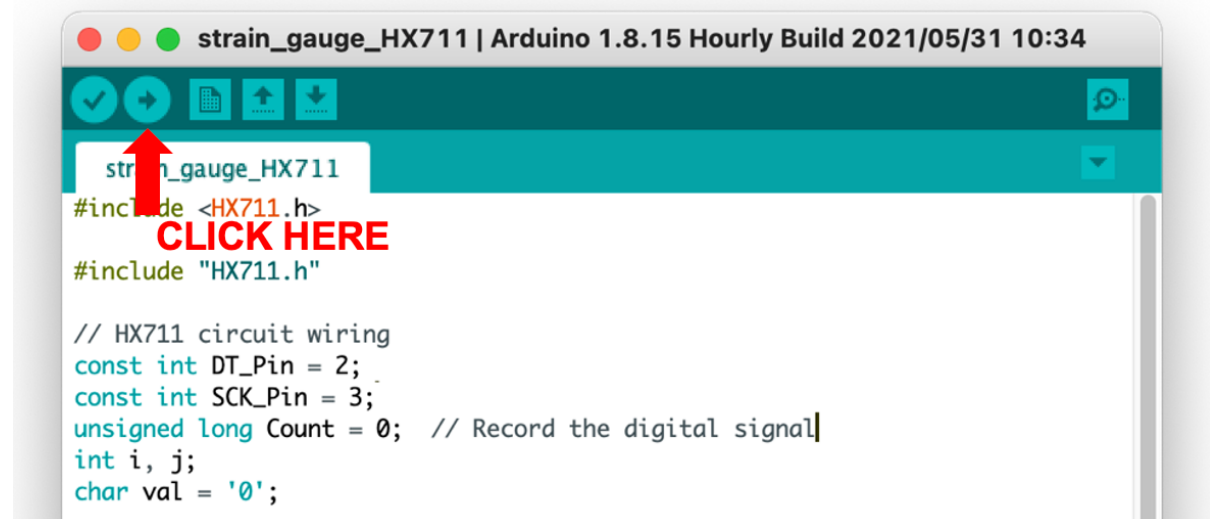 strain_gauge_HX711 | Arduino 1.8.15 Hourly Build 2021/05/31 10:34
_gauge_HX711
#include <HX711.h>
CLICK HERE
#include "HX711.h"
// HX711 circuit wiring
const int DT_Pin = 2;
const int SCK_Pin = 3;
unsigned long Count = 0;  // Record the digital signal
int i, j;
char val = '0';